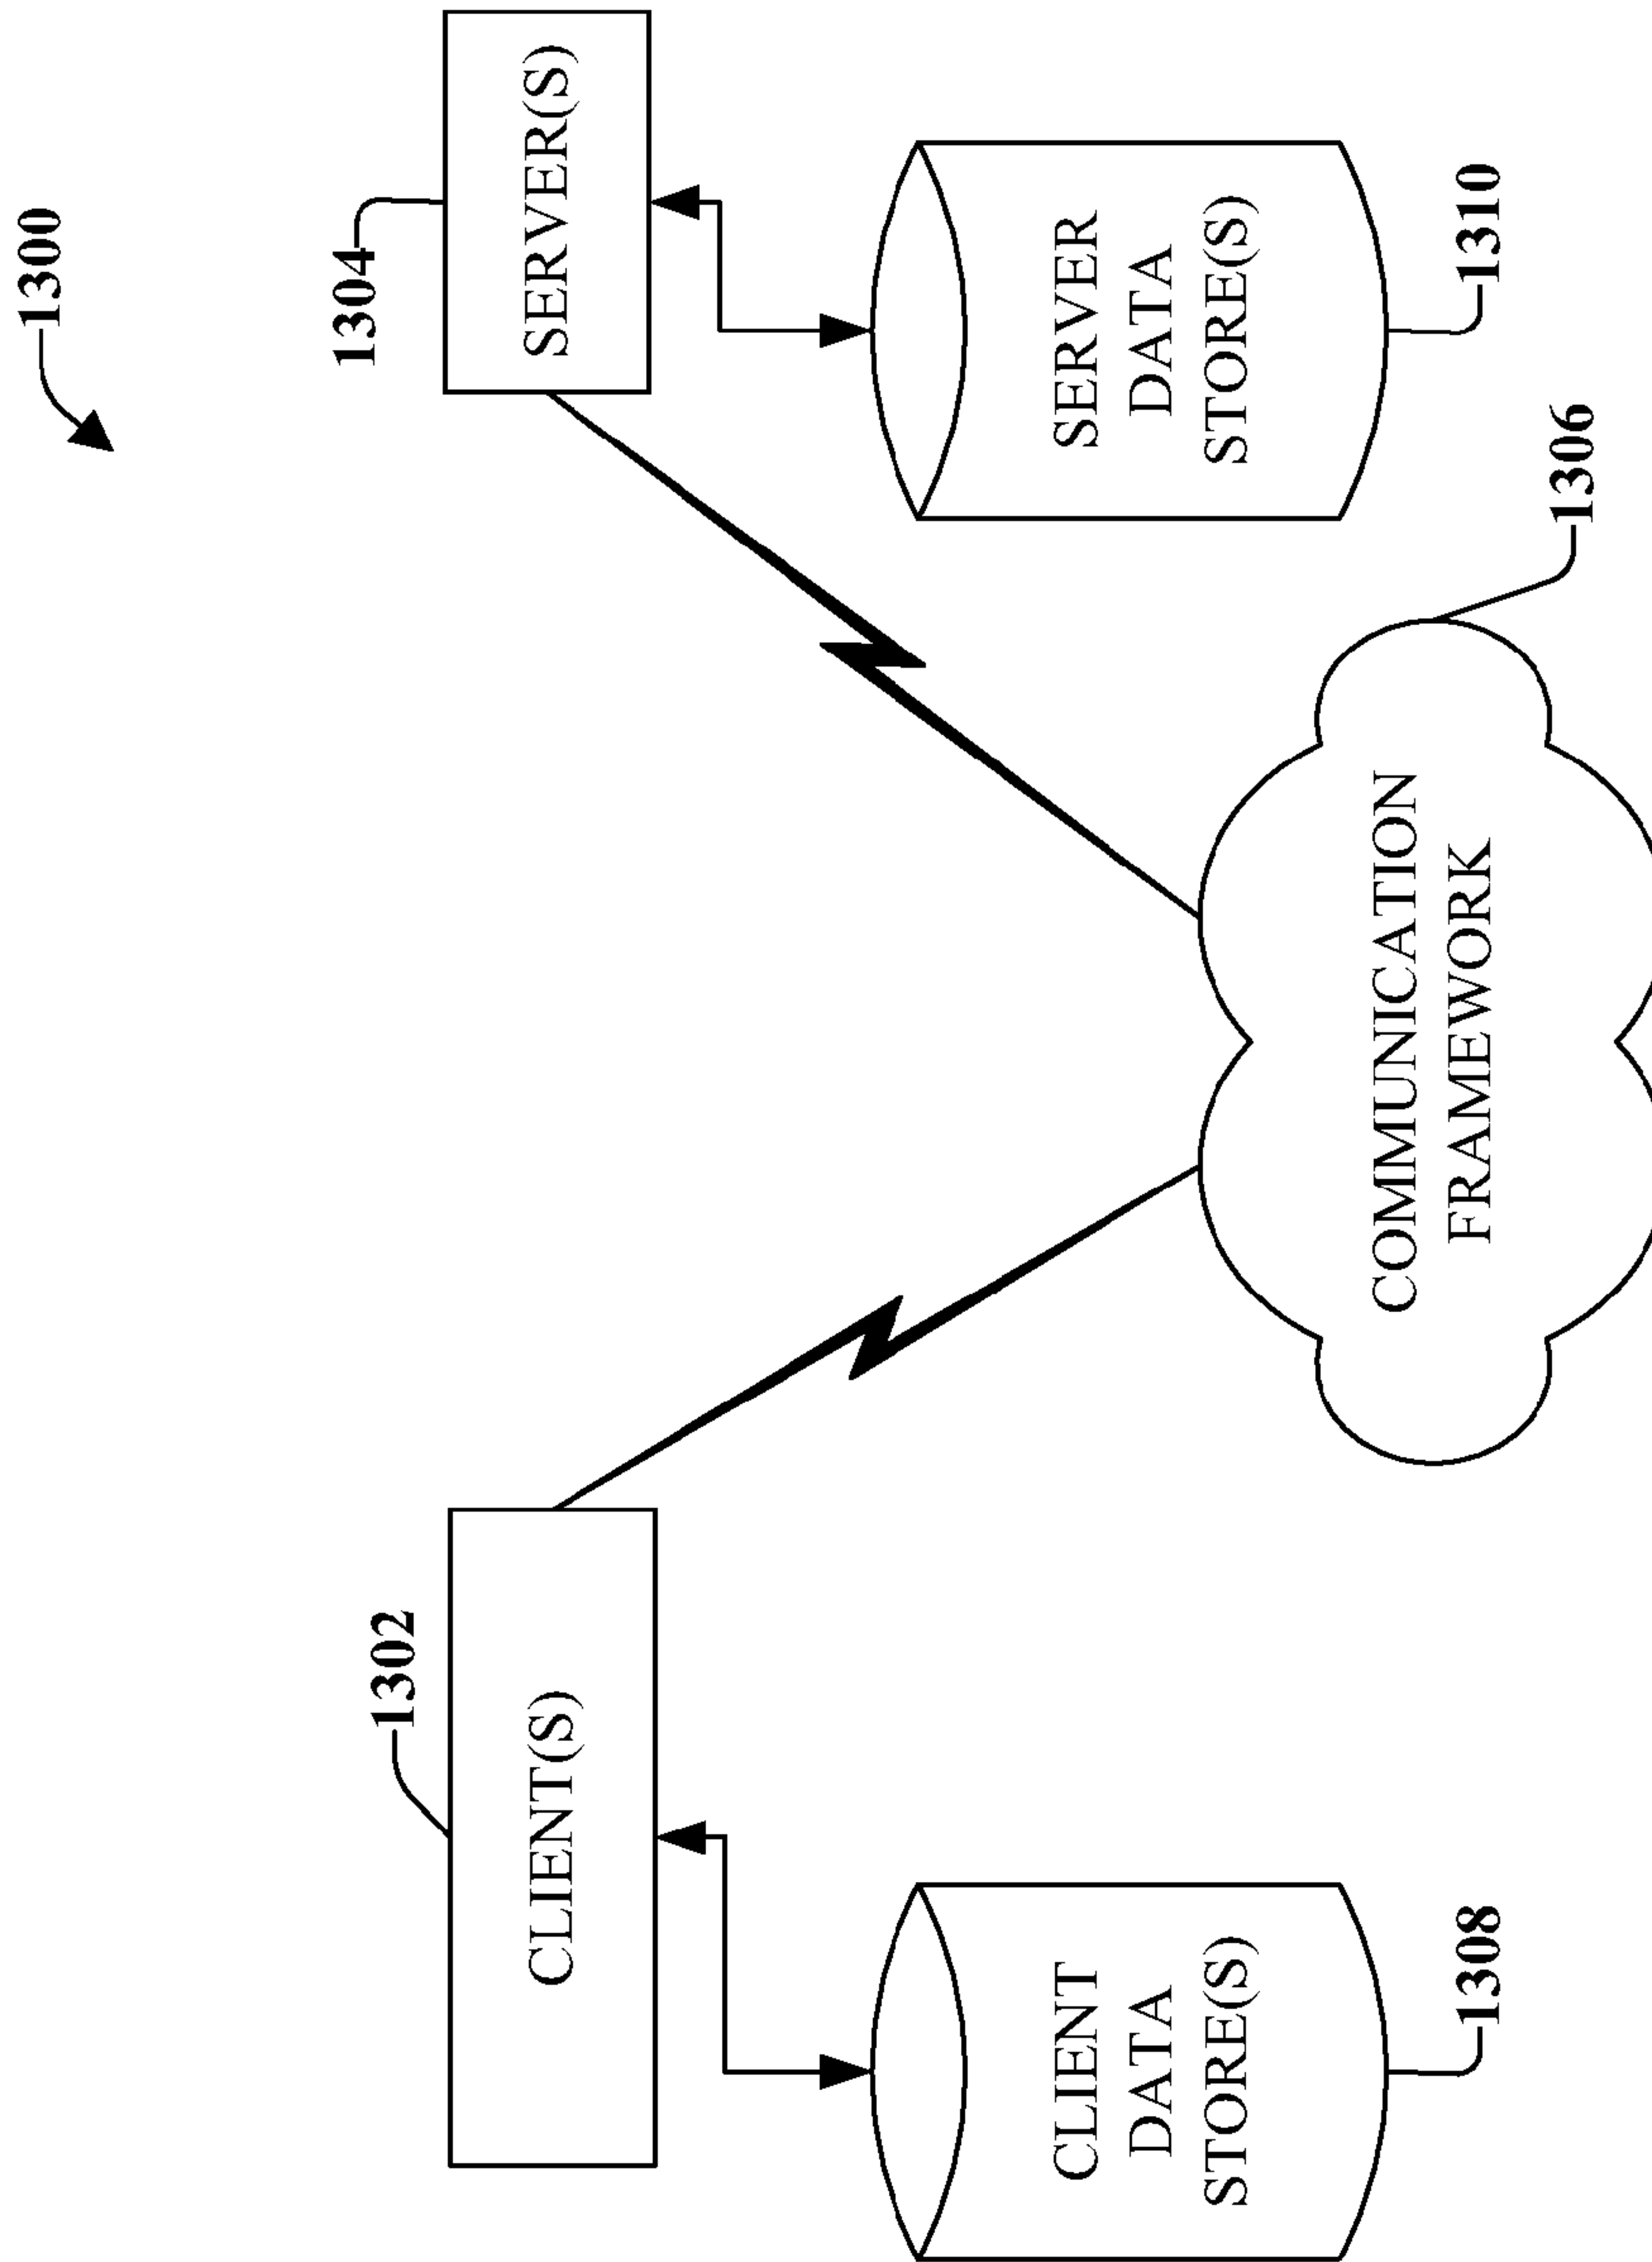 1300
1302
CLIENT(S)
1304
SERVER(S)
CLIENT
DATA
STORE(S)
1308
SERVER
DATA
STORE(S)
1310
COMMUNICATION
FRAMEWORK
1306